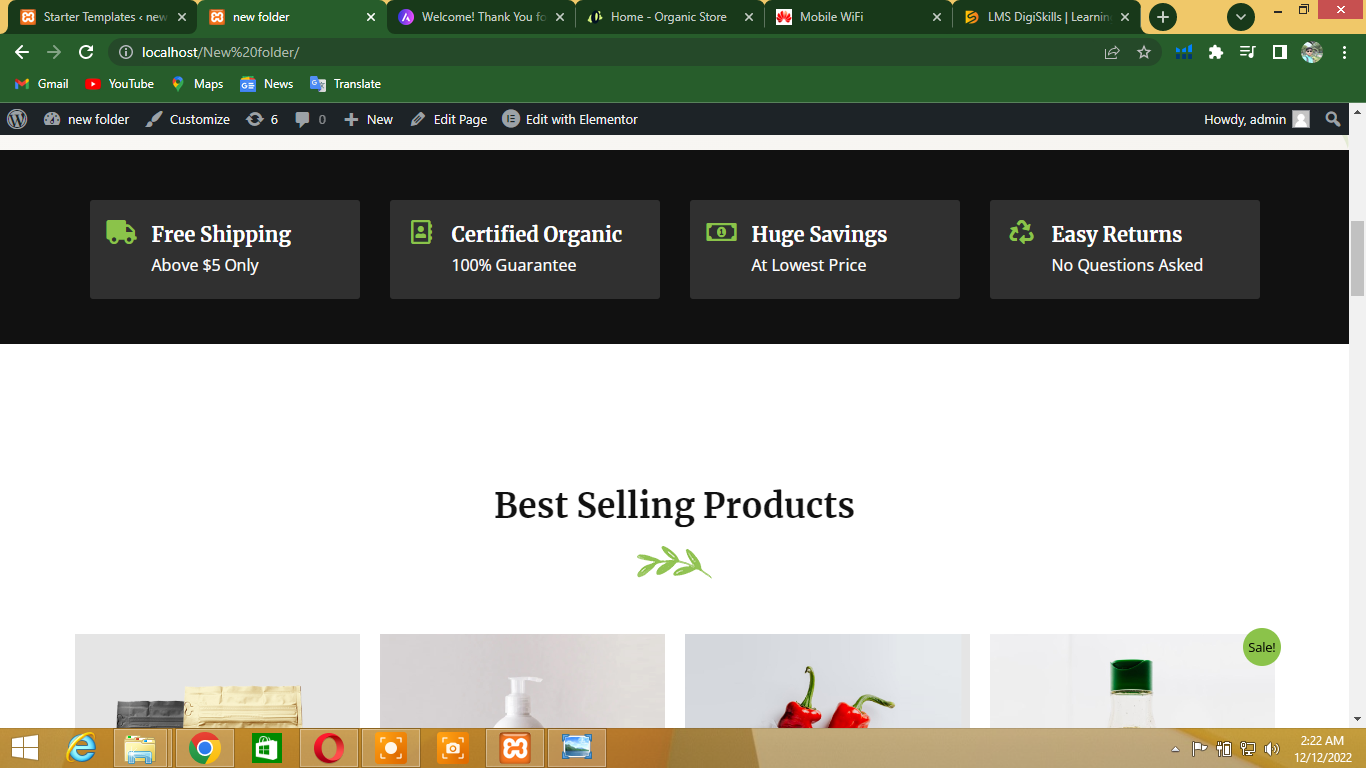 Starter Templates ‹ new
new folder
Welcome! Thank You fo
Home - Organic Store
Mobile WiFi
LMS DigiSkills | Learnin
localhost/New%20folder/
Gmail
YouTube
Maps
News
Translate
new folder
Customize
6
0
New
Edit Page
Edit with Elementor
Howdy, admin
Free Shipping
Above $5 Only
Certified Organic
100% Guarantee
Huge Savings
At Lowest Price
Easy Returns
No Questions Asked
Best Selling Products
Sale!
2:22 AM
12/12/2022